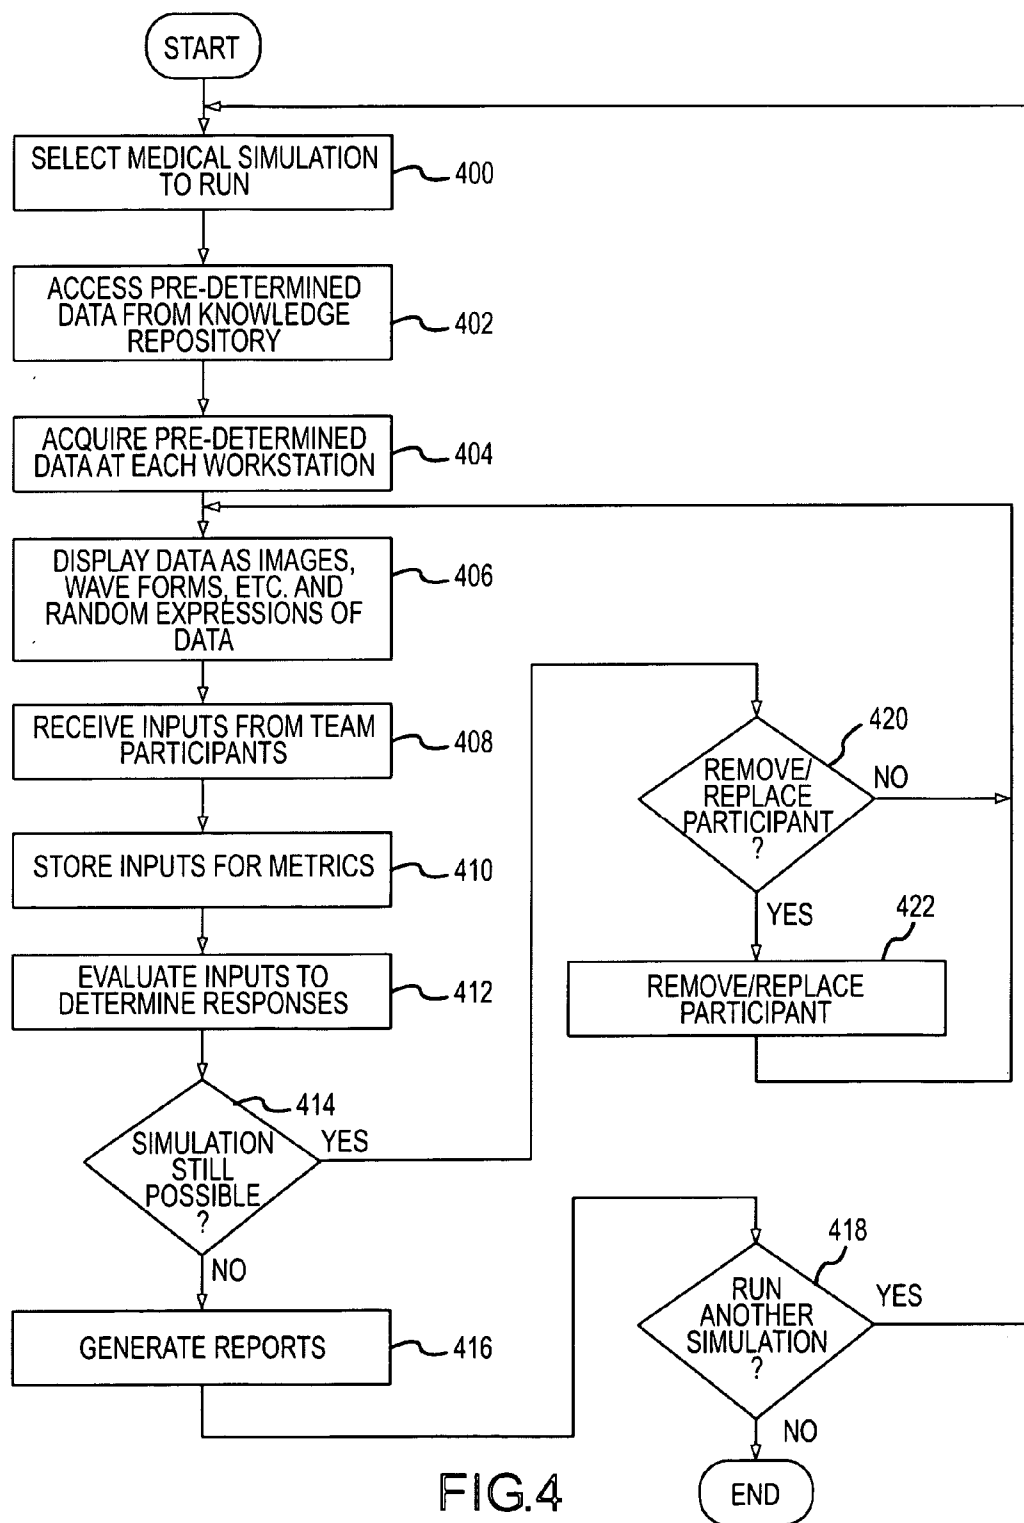 START
SELECT MEDICAL SIMULATION
TO RUN
400
ACCESS PRE-DETERMINED
DATA FROM KNOWLEDGE
REPOSITORY
402
ACQUIRE PRE-DETERMINED
DATA AT EACH WORKSTATION
404
DISPLAY DATA AS IMAGES,
WAVE FORMS, ETC. AND
RANDOM EXPRESSIONS OF
DATA
406
RECEIVE INPUTS FROM TEAM
PARTICIPANTS
408
STORE INPUTS FOR METRICS
410
EVALUATE INPUTS TO
DETERMINE RESPONSES
412
SIMULATION
STILL
POSSIBLE
?
414
YES
NO
GENERATE REPORTS
416
REMOVE/
REPLACE
PARTICIPANT
?
420
NO
YES
REMOVE/REPLACE
PARTICIPANT
422
RUN
ANOTHER
SIMULATION
?
418
YES
NO
END
FIG.4